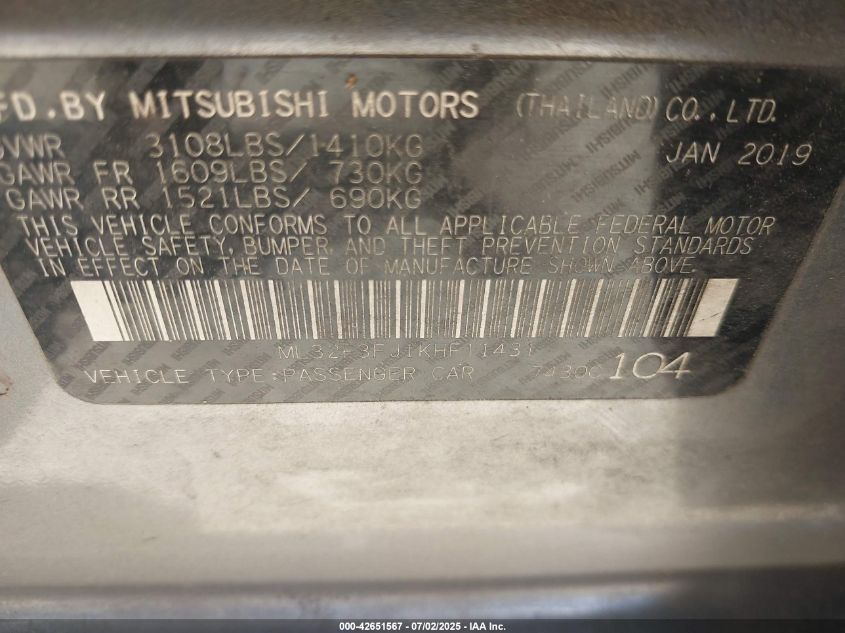 FD.BY MITSUBISHI MOTORS (THAILAND) CO.,LTD.
GVWR 3108LBS/1410KG JAN 2019
GAWR FR 1609LBS/ 730KG
GAWR RR 1521LBS/ 690KG
THIS VEHICLE CONFORMS TO ALL APPLICABLE FEDERAL MOTOR
VEHICLE SAFETY, BUMPER AND THEFT PREVENTION STANDARDS
IN EFFECT ON THE DATE OF MANUFACTURE SHOWN ABOVE.
ML32F3FJ1KHF11431
VEHICLE TYPE:PASSENGER CAR 7430C 104
000-42651567 - 07/02/2025 - IAA Inc.